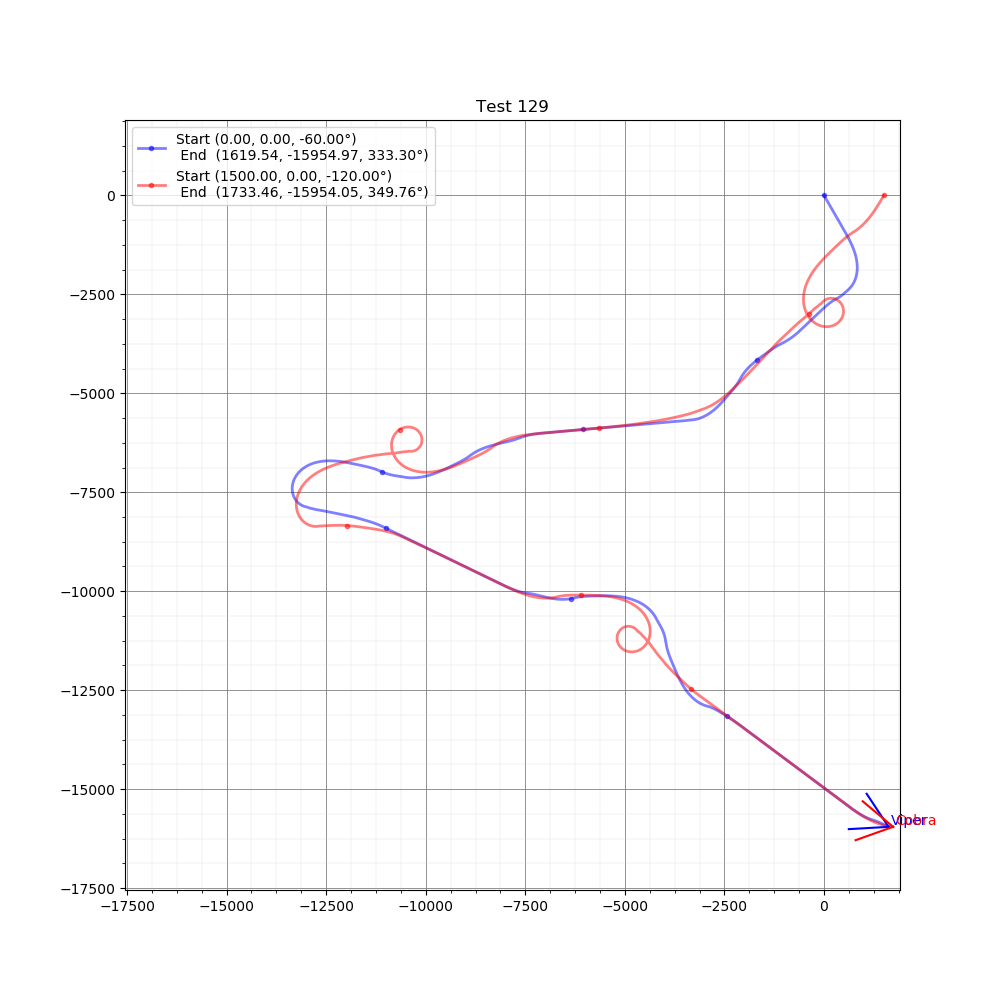 Test 129
Start (0.00, 0.00, -60.00°)
End  (1619.54, -15954.97, 333.30°)
Start (1500.00, 0.00, -120.00°)
End  (1733.46, -15954.05, 349.76°)
0
−2500
−5000
−7500
−10000
−12500
−15000
−17500
−17500 −15000 −12500 −10000 −7500 −5000 −2500 0
Viper
Cobra